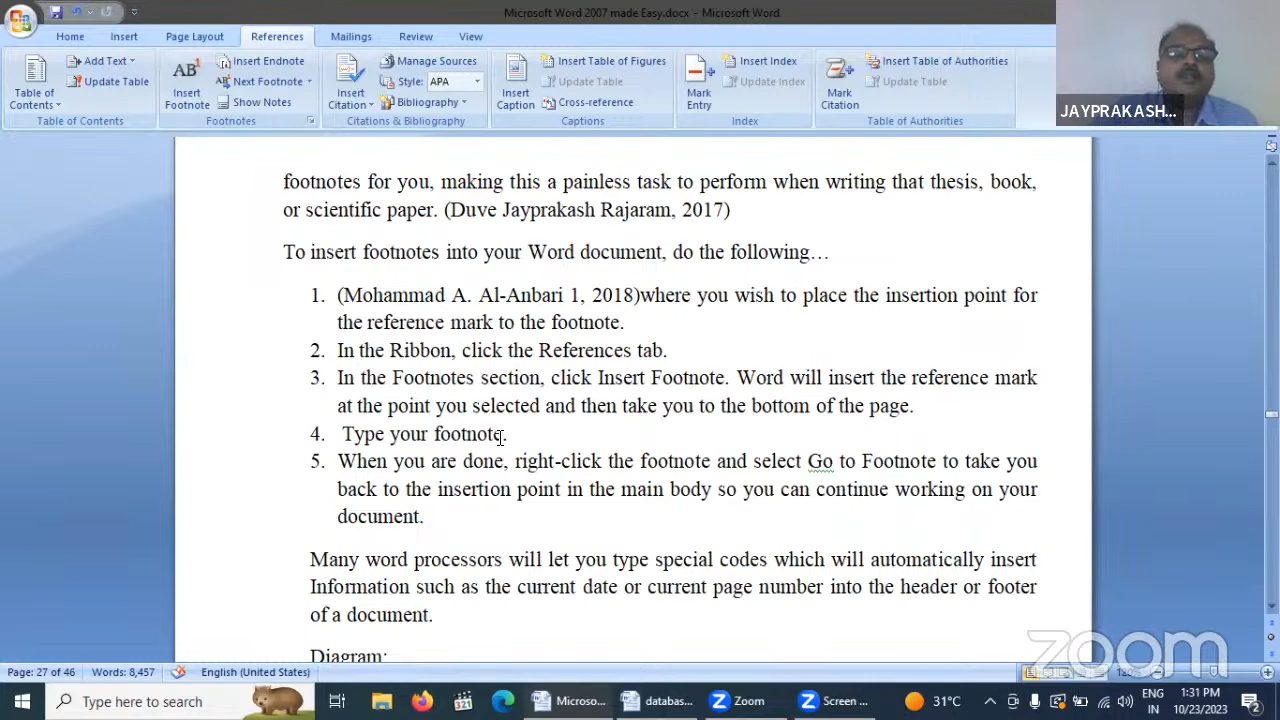 Microsoft Word 2007 made Easy.docx - Microsoft Word
Home Insert Page Layout References Mailings Review View
Table of Contents
Add Text
Update Table
Table of Contents
Insert Footnote
AB1
Insert Endnote
Next Footnote
Show Notes
Footnotes
Insert Citation
Manage Sources
Style: APA
Bibliography
Citations & Bibliography
Insert Caption
Insert Table of Figures
Update Table
Cross-reference
Captions
Mark Entry
Insert Index
Update Index
Index
Mark Citation
Insert Table of Authorities
Update Table
Table of Authorities
JAYPRAKASH...
footnotes for you, making this a painless task to perform when writing that thesis, book,
or scientific paper. (Duve Jayprakash Rajaram, 2017)
To insert footnotes into your Word document, do the following…
1. (Mohammad A. Al-Anbari 1, 2018)where you wish to place the insertion point for
the reference mark to the footnote.
2. In the Ribbon, click the References tab.
3. In the Footnotes section, click Insert Footnote. Word will insert the reference mark
at the point you selected and then take you to the bottom of the page.
4. Type your footnote.
5. When you are done, right-click the footnote and select Go to Footnote to take you
back to the insertion point in the main body so you can continue working on your
document.
Many word processors will let you type special codes which will automatically insert
Information such as the current date or current page number into the header or footer
of a document.
Diagram:
zoom
Page: 27 of 46 Words: 8,457 English (United States)
Type here to search
Microso...
databas...
Zoom
Screen ...
31°C
ENG
IN
1:31 PM
10/23/2023
2